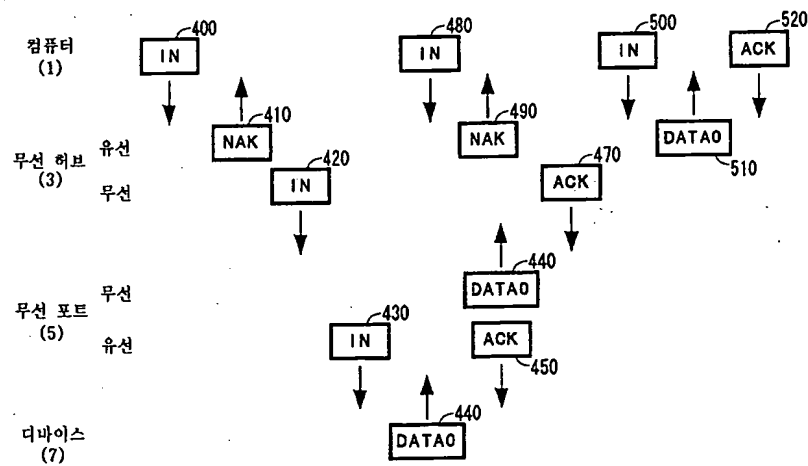 400 480 500 520
컴퓨터 IN IN IN ACK
(1)
410 490
유선 NAK NAK DATA0
무선 허브 420 470 510
(3) 무선 IN ACK
440
무선 DATA0
무선 포트 430
(5) 유선 IN ACK
450
440
디바이스 DATA0
(7)